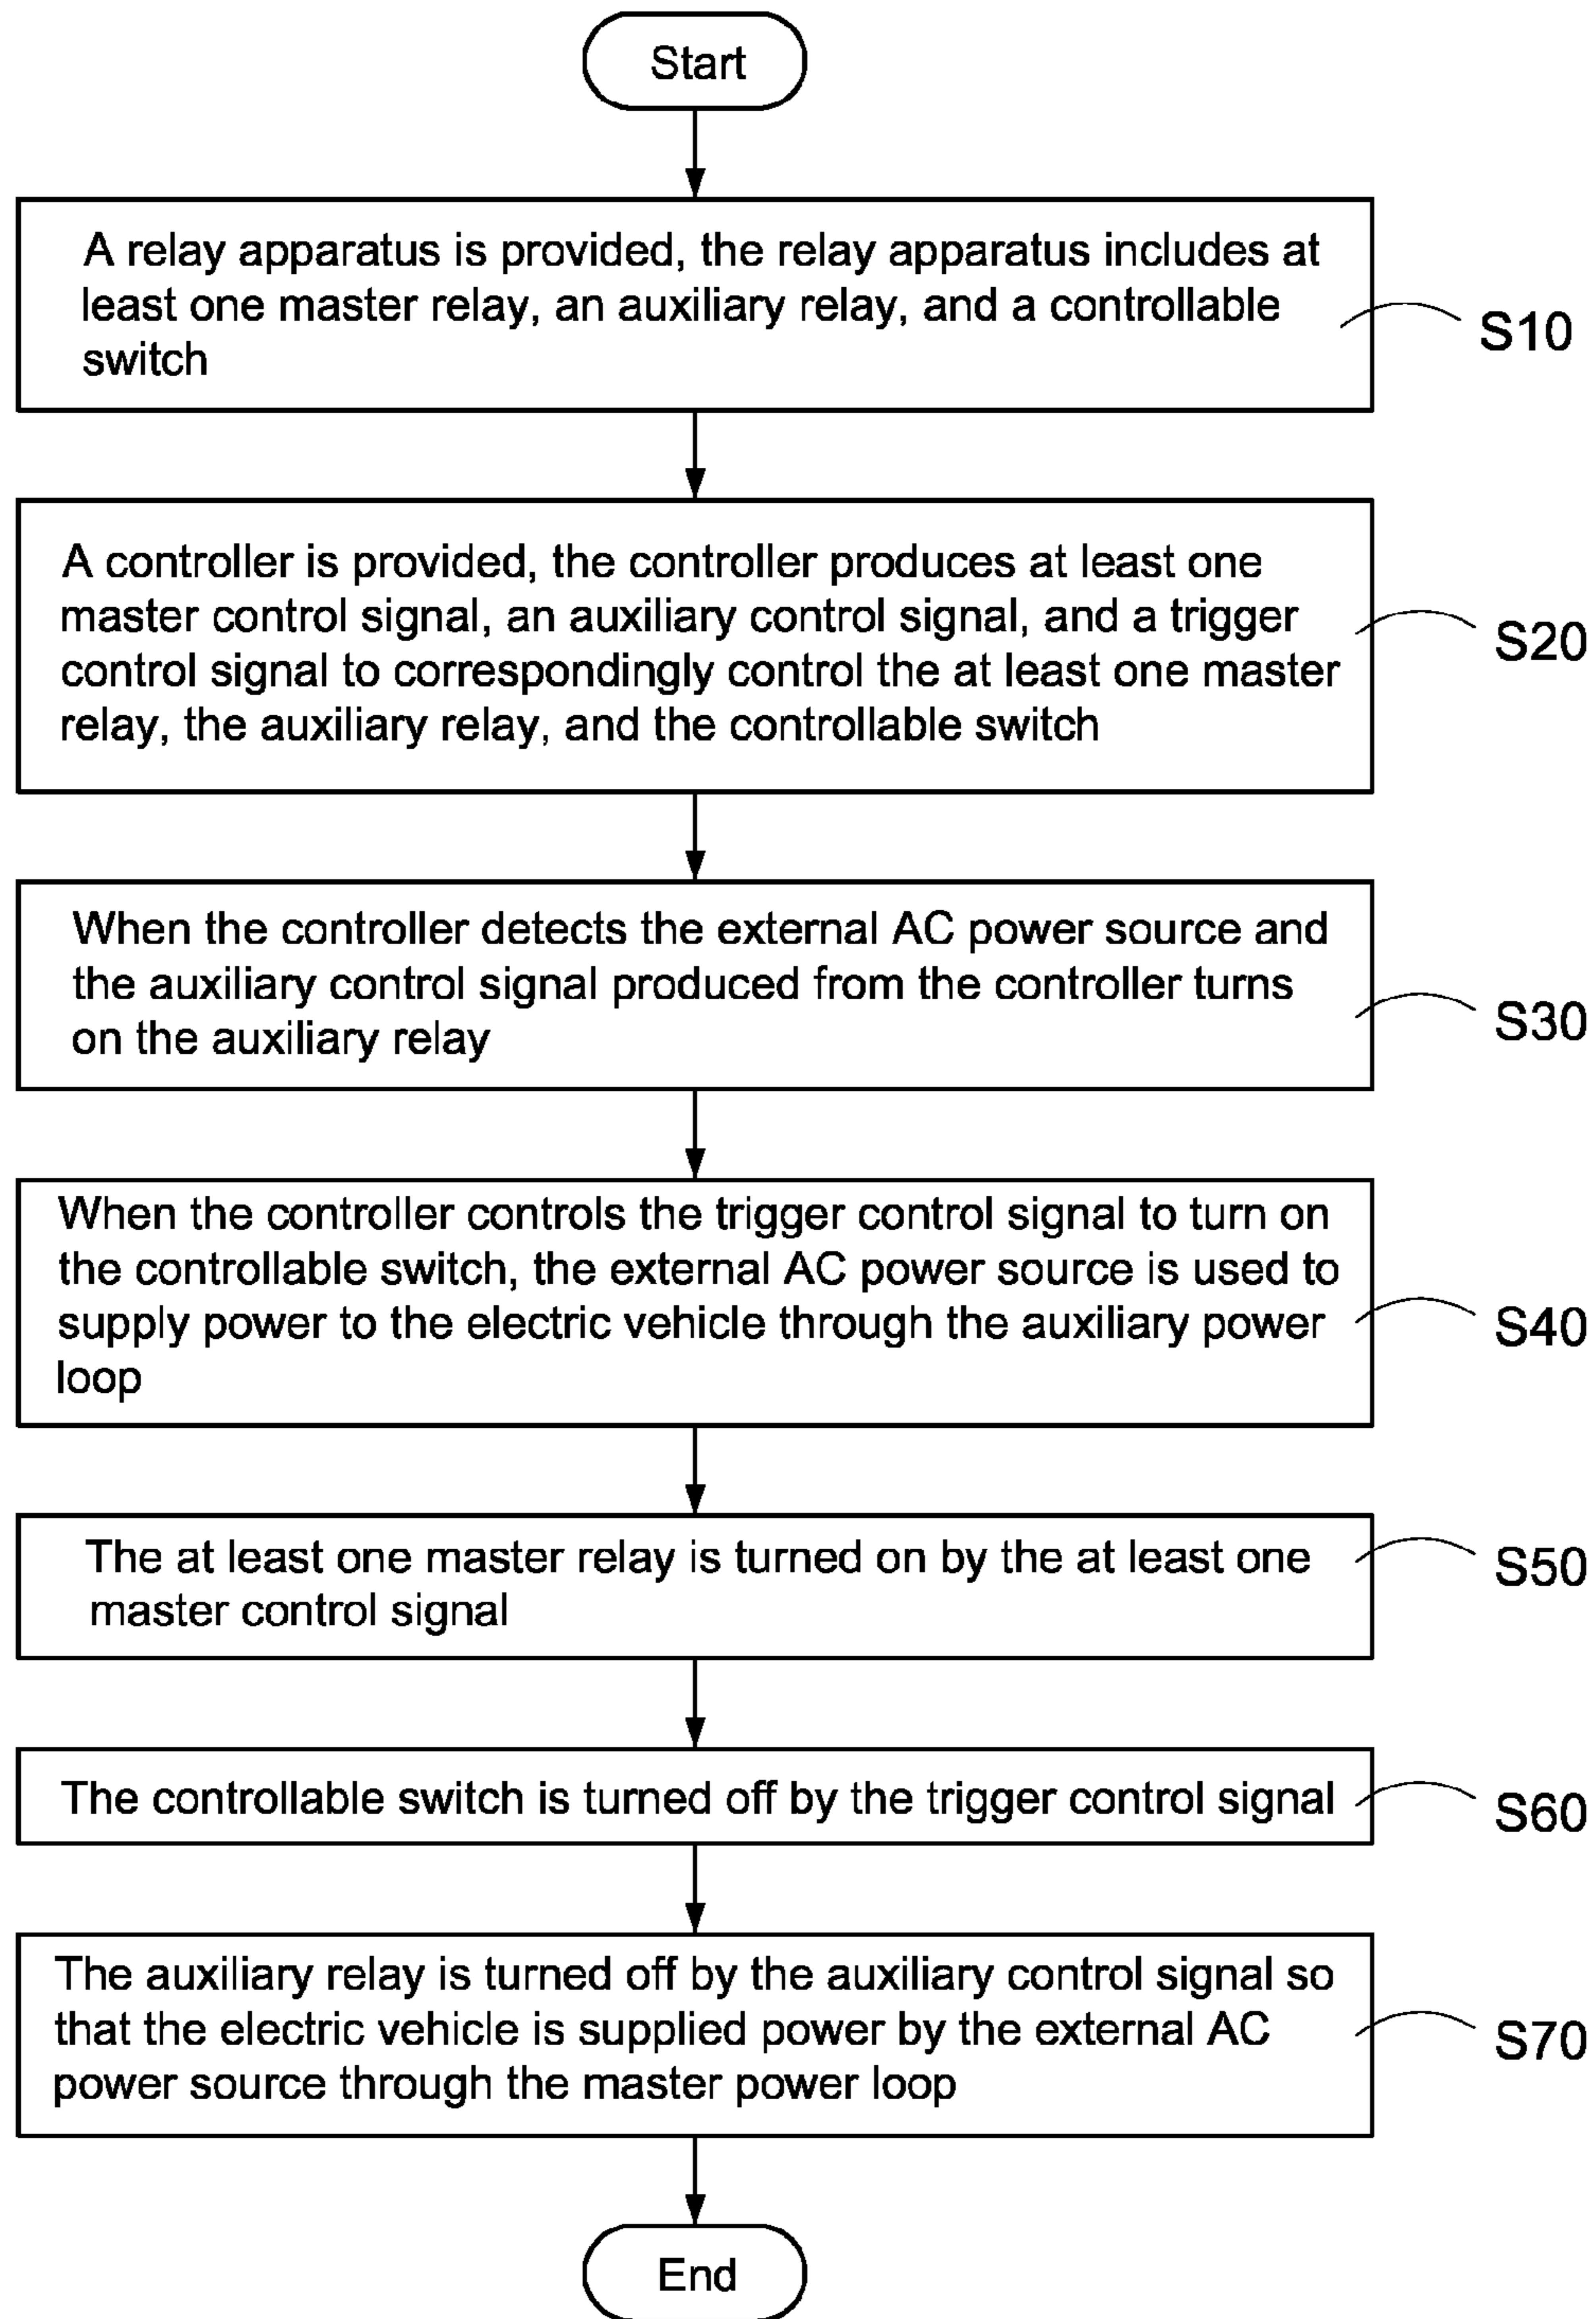 Start
A relay apparatus is provided, the relay apparatus includes at
least one master relay, an auxiliary relay, and a controllable
switch
S10
A controller is provided, the controller produces at least one
master control signal, an auxiliary control signal, and a trigger
control signal to correspondingly control the at least one master
relay, the auxiliary relay, and the controllable switch
S20
When the controller detects the external AC power source and
the auxiliary control signal produced from the controller turns
on the auxiliary relay
S30
When the controller controls the trigger control signal to turn on
the controllable switch, the external AC power source is used to
supply power to the electric vehicle through the auxiliary power
loop
S40
The at least one master relay is turned on by the at least one
master control signal
S50
The controllable switch is turned off by the trigger control signal
S60
The auxiliary relay is turned off by the auxiliary control signal so
that the electric vehicle is supplied power by the external AC
power source through the master power loop
S70
End